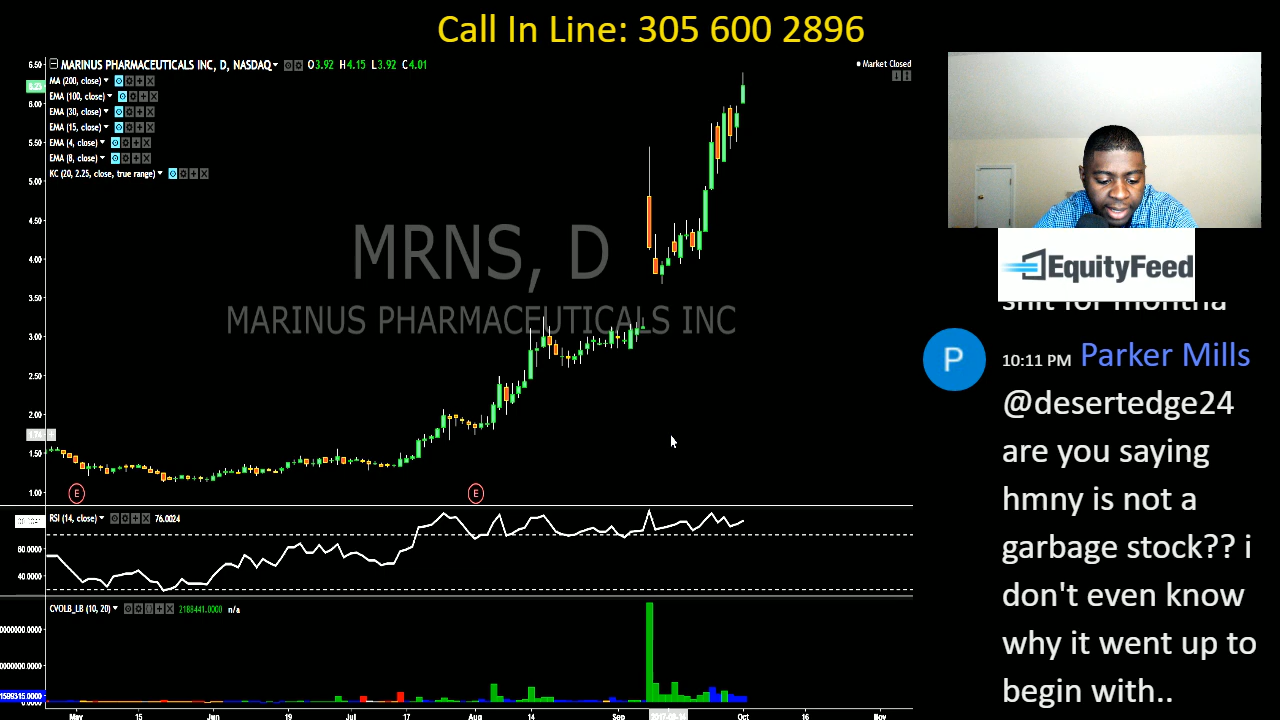 Call In Line: 305 600 2896
MARINUS PHARMACEUTICALS INC, D, NASDAQ O3.92 H4.15 L3.92 C4.01
Market Closed
MA (200, close)
EMA (100, close)
EMA (30, close)
EMA (15, close)
EMA (4, close)
EMA (8, close)
KC (20, 2.25, close, true range)
6.50
6.00
5.50
5.00
4.50
4.00
3.50
3.00
2.50
2.00
1.74
1.50
1.00
MRNS, D
MARINUS PHARMACEUTICALS INC
E
E
RSI (14, close) 76.0024
40.0000
CVOLB_LB (10, 20) 2188441.0000 n/a
May 15 Jun 19 Jul 17 Aug 14 Sep Oct 16 Nov
EquityFeed
shit for months
P
10:11 PM Parker Mills
@desertedge24
are you saying
hmny is not a
garbage stock?? i
don't even know
why it went up to
begin with..